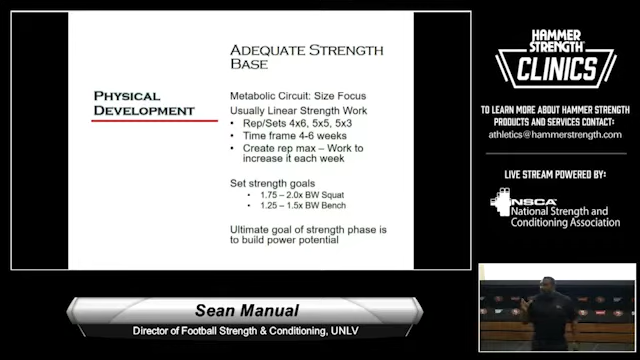 ADEQUATE STRENGTH
BASE
PHYSICAL
DEVELOPMENT
Metabolic Circuit: Size Focus
Usually Linear Strength Work
• Rep/Sets 4x6, 5x5, 5x3
• Time frame 4-6 weeks
• Create rep max – Work to
increase it each week
Set strength goals
• 1.75 – 2.0x BW Squat
• 1.25 – 1.5x BW Bench
Ultimate goal of strength phase is
to build power potential
HAMMER
STRENGTH
CLINICS
TO LEARN MORE ABOUT HAMMER STRENGTH
PRODUCTS AND SERVICES CONTACT:
athletics@hammerstrength.com
LIVE STREAM POWERED BY:
NSCA
National Strength and
Conditioning Association
Sean Manual
Director of Football Strength & Conditioning, UNLV